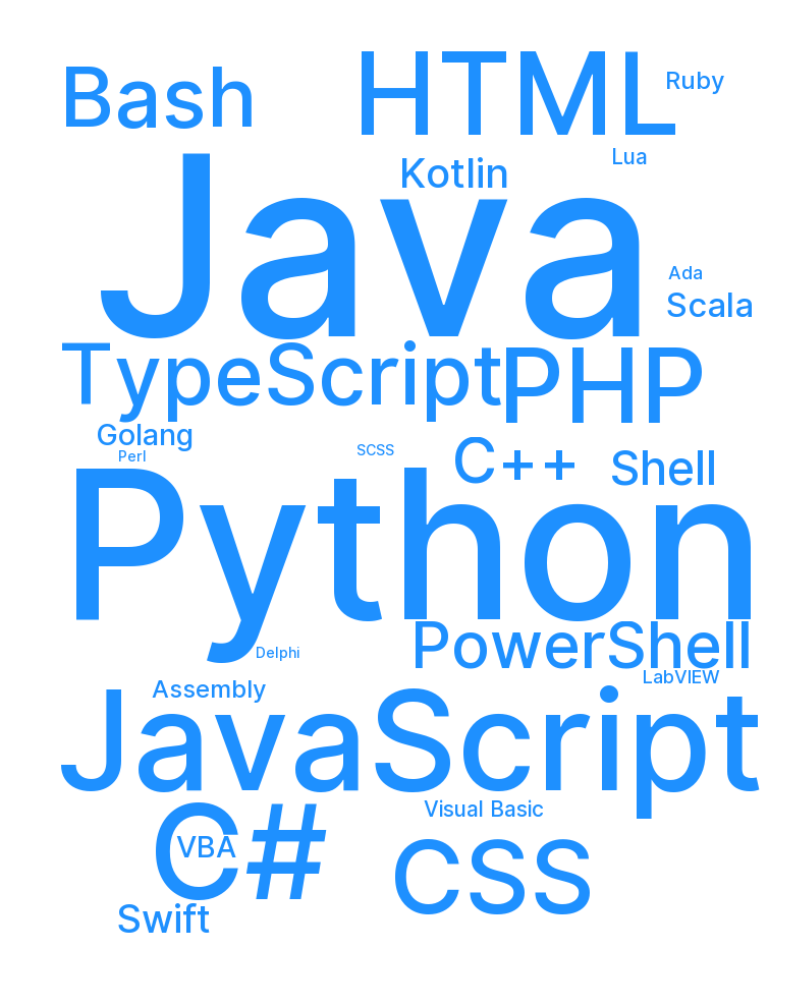 Bash
HTML
Ruby
Lua
Kotlin
Java
Ada
Scala
TypeScript
PHP
Golang
Perl
SCSS
C++
Shell
Python
PowerShell
Delphi
LabVIEW
Assembly
JavaScript
Visual Basic
C#
VBA
CSS
Swift